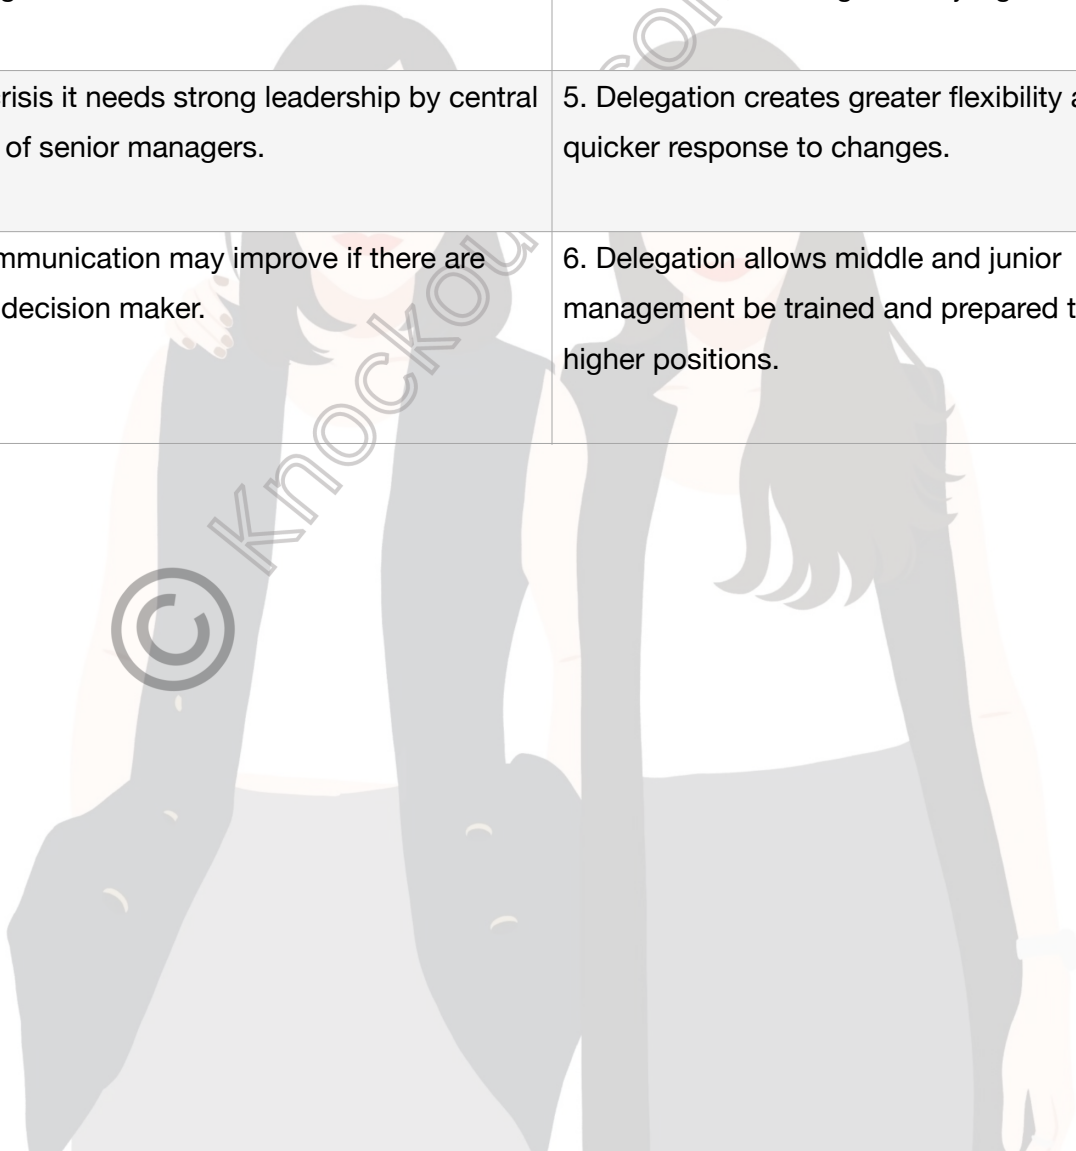 risis it needs strong leadership by central
of senior managers.
5. Delegation creates greater flexibility
quicker response to changes.
mmunication may improve if there are
decision maker.
6. Delegation allows middle and junior
management be trained and prepared t
higher positions.
© Knockou